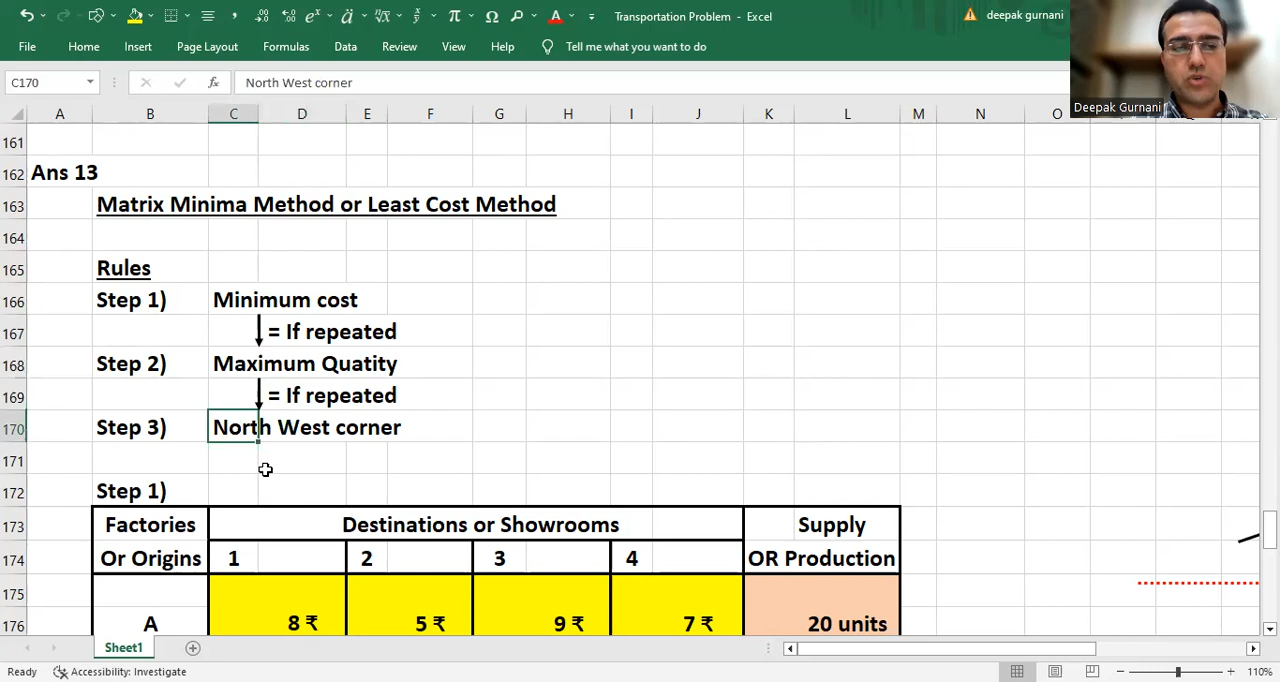 Transportation Problem - Excel
deepak gurnani
File Home Insert Page Layout Formulas Data Review View Help Tell me what you want to do
C170 fx North West corner
Deepak Gurnani
A B C D E F G H I J K L M N O
161
162 Ans 13
163 Matrix Minima Method or Least Cost Method
164
165 Rules
166 Step 1) Minimum cost
167 = If repeated
168 Step 2) Maximum Quatity
169 = If repeated
170 Step 3) North West corner
171
172 Step 1)
173 Factories Destinations or Showrooms Supply
174 Or Origins 1 2 3 4 OR Production
175
176 A 8 ₹ 5 ₹ 9 ₹ 7 ₹ 20 units
Sheet1
Ready Accessibility: Investigate 110%